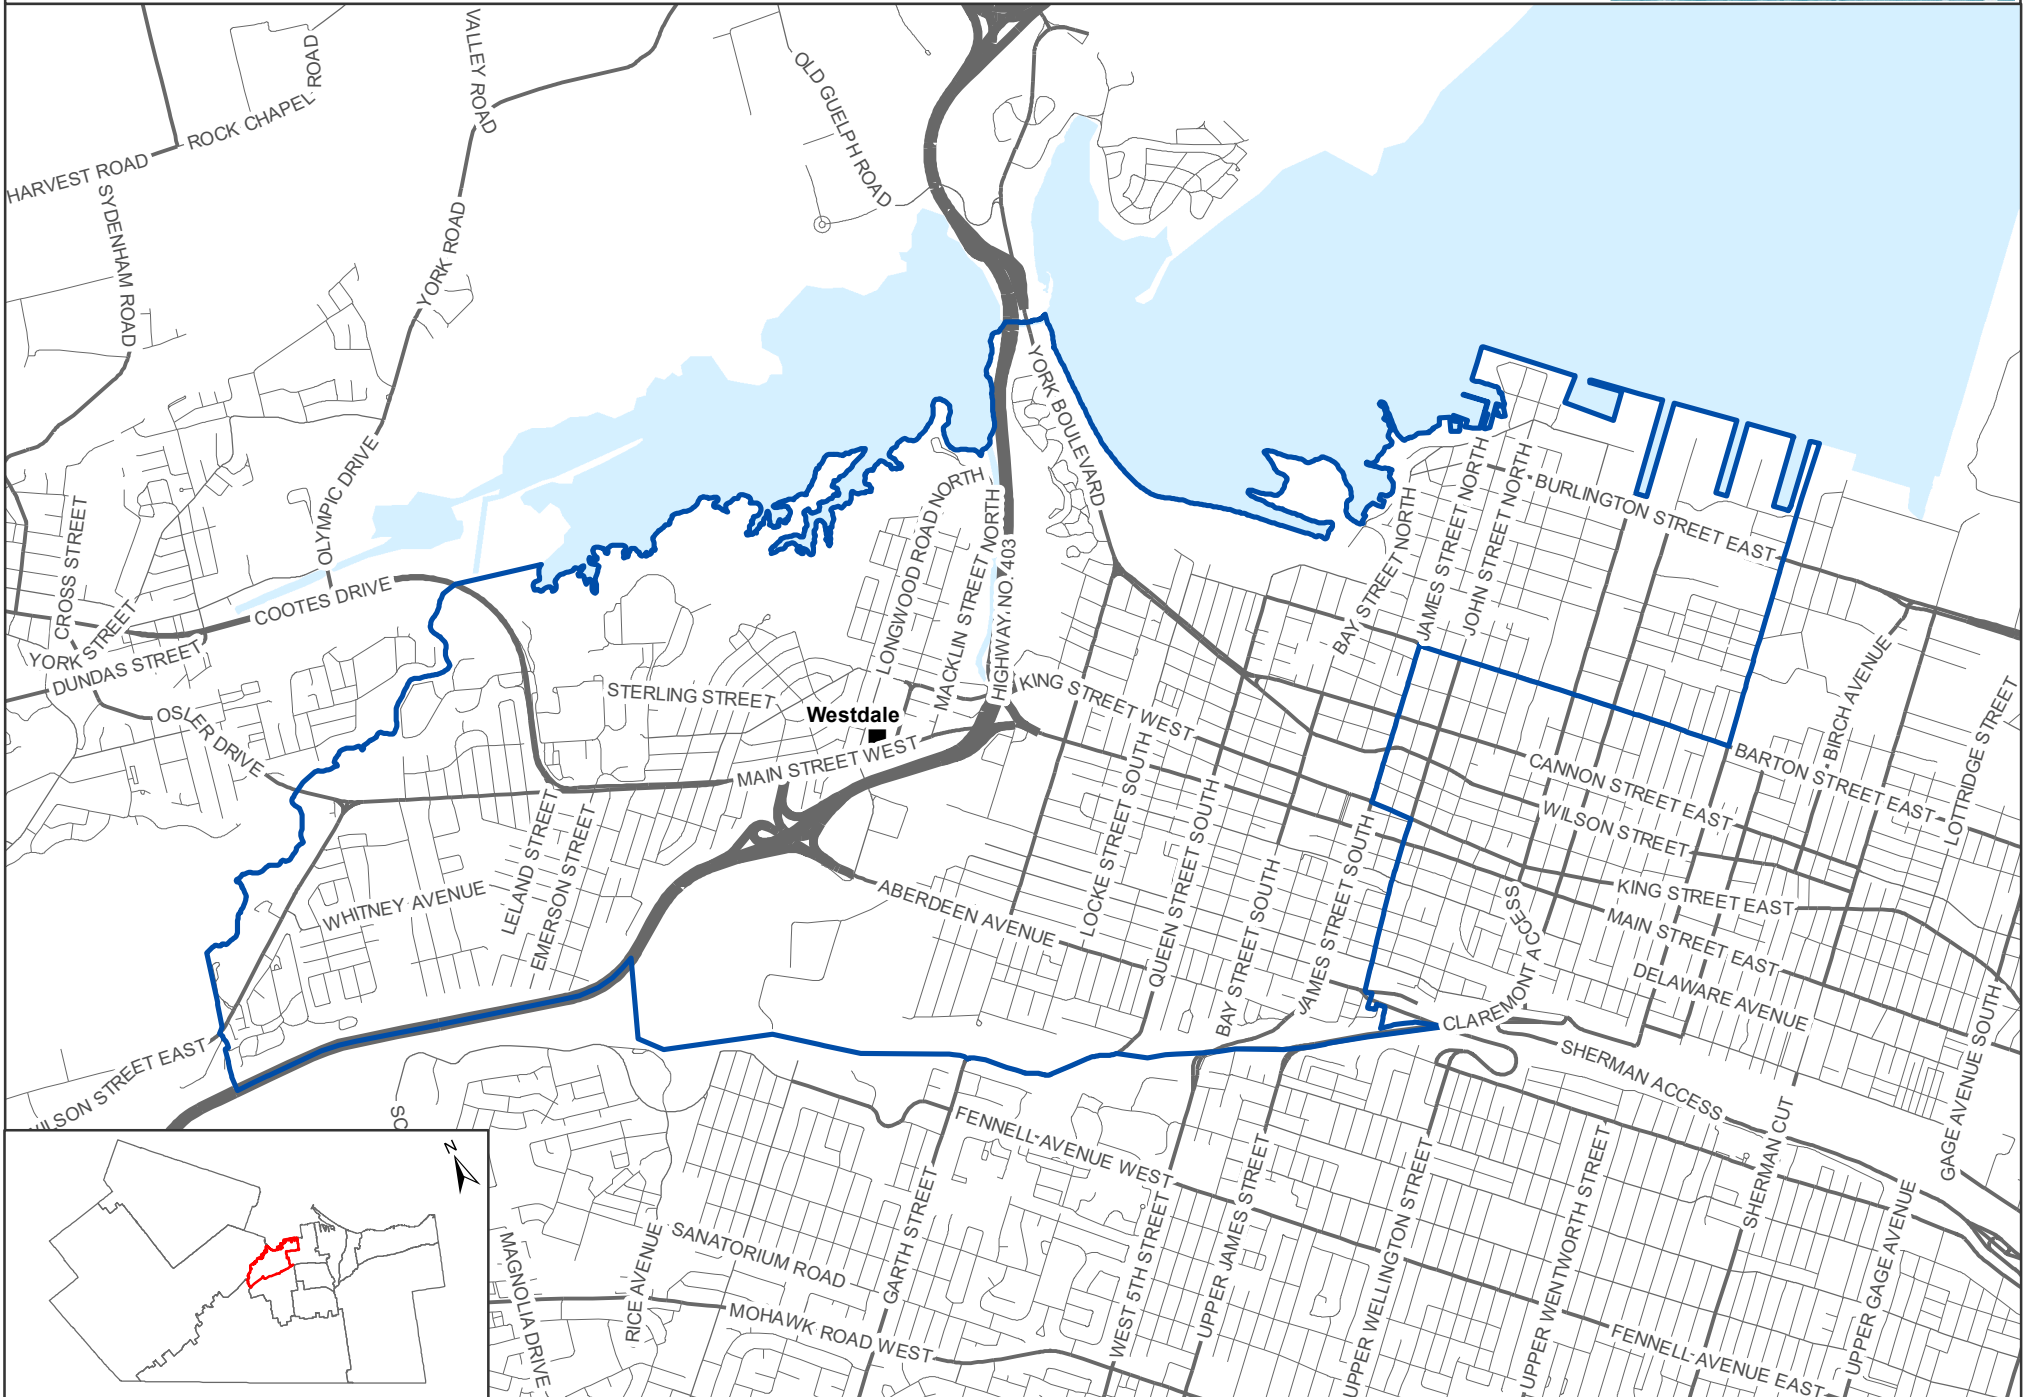 VALLEY ROAD
ROCK CHAPEL ROAD
OLD GUELPH ROAD
HARVEST ROAD
SYDENHAM ROAD
YORK ROAD
YORK BOULEVARD
OLYMPIC DRIVE
CROSS STREET
COOTES DRIVE
YORK STREET
DUNDAS STREET
OSLER DRIVE
LONGWOOD ROAD NORTH
MACKLIN STREET NORTH
HIGHWAY NO. 403
BAY STREET NORTH
JAMES STREET NORTH
JOHN STREET NORTH
BURLINGTON STREET EAST
STERLING STREET
Westdale
MAIN STREET WEST
KING STREET WEST
BIRCH AVENUE
LOTTRIDGE STREET
BARTON STREET EAST
CANNON STREET EAST
WILSON STREET
KING STREET EAST
MAIN STREET EAST
DELAWARE AVENUE
LELAND STREET
EMERSON STREET
WHITNEY AVENUE
ABERDEEN AVENUE
LOCKE STREET SOUTH
QUEEN STREET SOUTH
BAY STREET SOUTH
JAMES STREET SOUTH
CLAREMONT ACCESS
SHERMAN ACCESS
SHERMAN CUT
GAGE AVENUE SOUTH
ILSON STREET EAST
SC
N
FENNELL AVENUE WEST
SANATORIUM ROAD
MOHAWK ROAD WEST
MAGNOLIA DRIVE
RICE AVENUE
GARTH STREET
WEST 5TH STREET
UPPER JAMES STREET
UPPER WELLINGTON STREET
UPPER WENTWORTH STREET
UPPER GAGE AVENUE
FENNELL AVENUE EAST